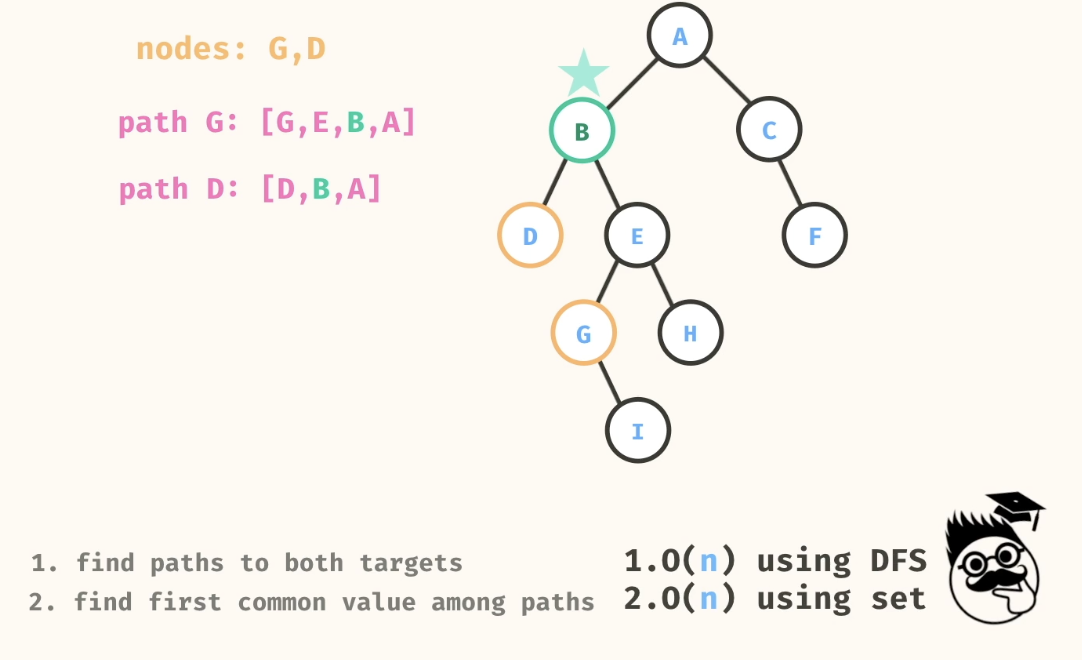 nodes: G,D
path G: [G,E,B,A]
path D: [D,B,A]
A
B
C
D
E
F
G
H
I
1. find paths to both targets
2. find first common value among paths
1.O(n) using DFS
2.O(n) using set